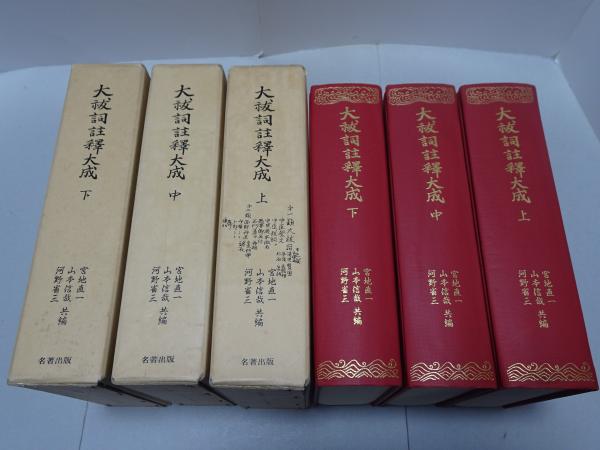 大祓詞註釋大成
下
宮地直一
山本信哉 共編
河野省三
名著出版
大祓詞註釋大成
中
宮地直一
山本信哉 共編
河野省三
名著出版
大祓詞註釋大成
上
宮地直一
山本信哉 共編
河野省三
名著出版
大祓詞註釋大成
下
宮地直一
山本信哉 共編
河野省三
大祓詞註釋大成
中
宮地直一
山本信哉 共編
河野省三
大祓詞註釋大成
上
宮地直一
山本信哉 共編
河野省三